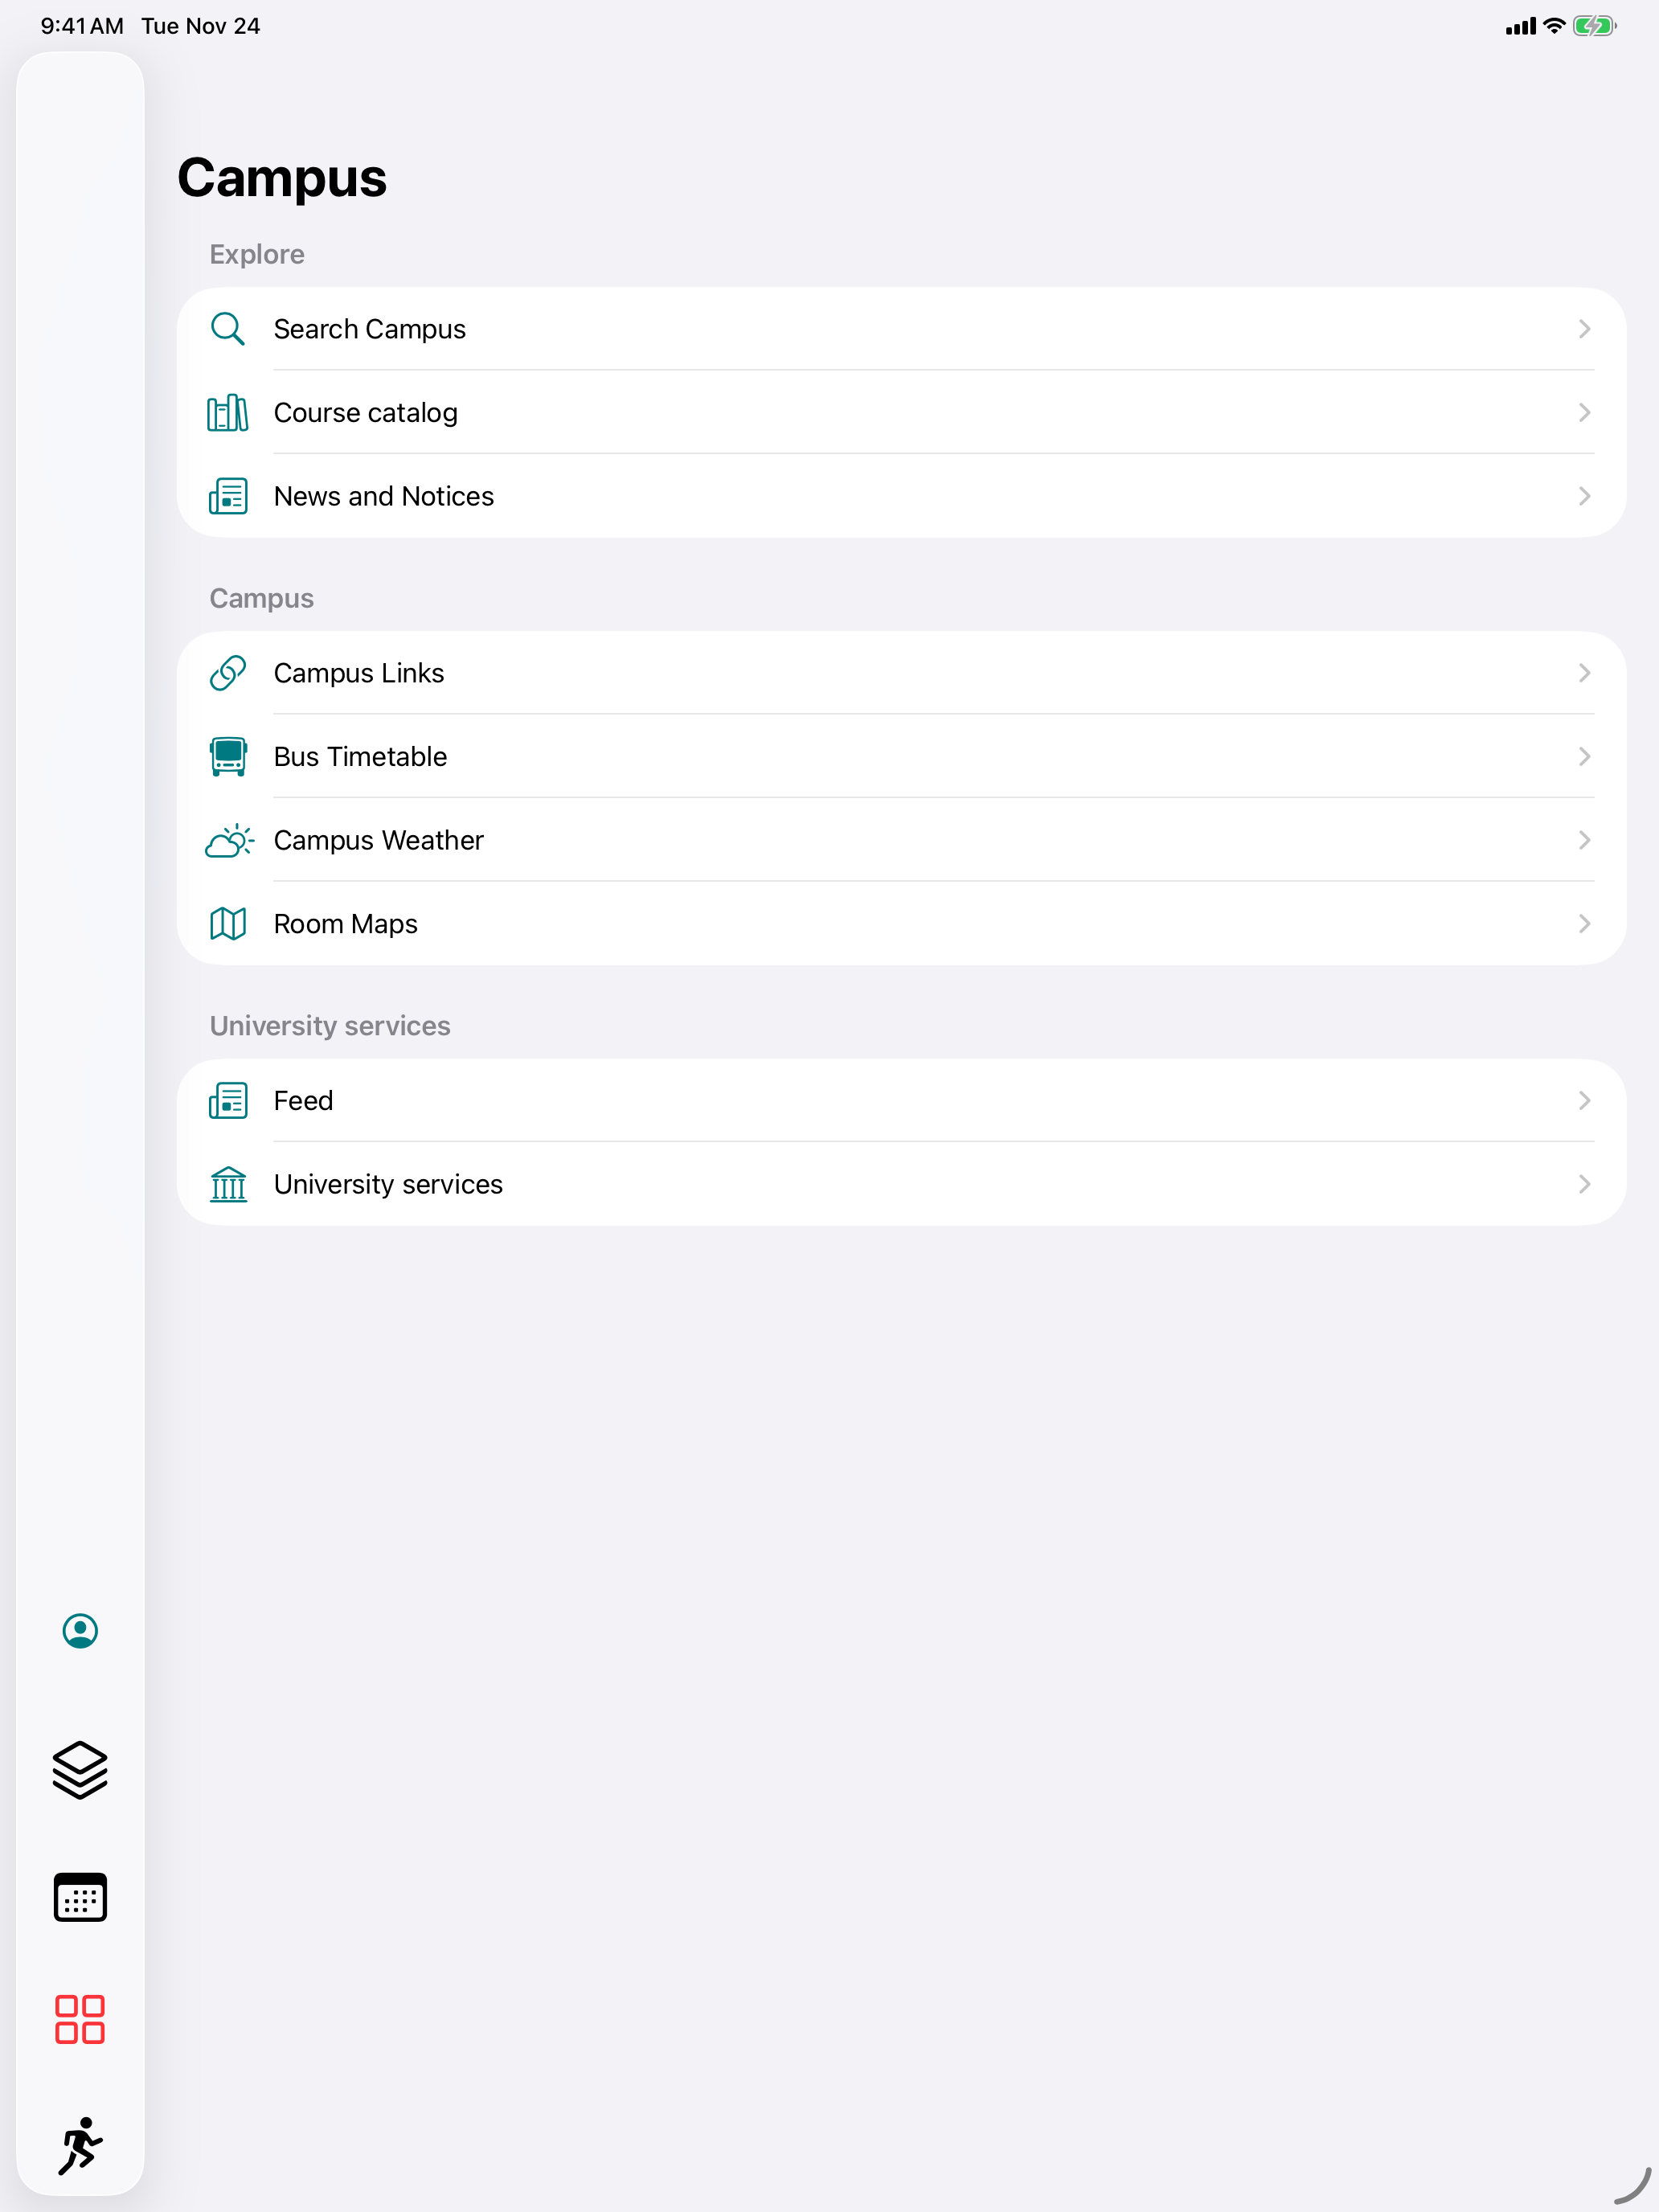 9:41 AM Tue Nov 24
Campus
Explore
Search Campus
Course catalog
News and Notices
Campus
Campus Links
Bus Timetable
Campus Weather
Room Maps
University services
Feed
University services